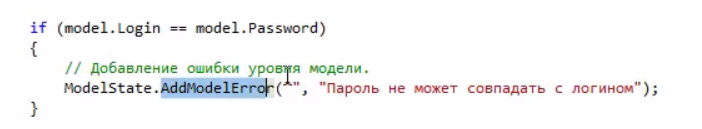 if (model.Login == model.Password)
{
// Добавление ошибки уровня модели.
ModelState.AddModelError("", "Пароль не может совпадать с логином");
}